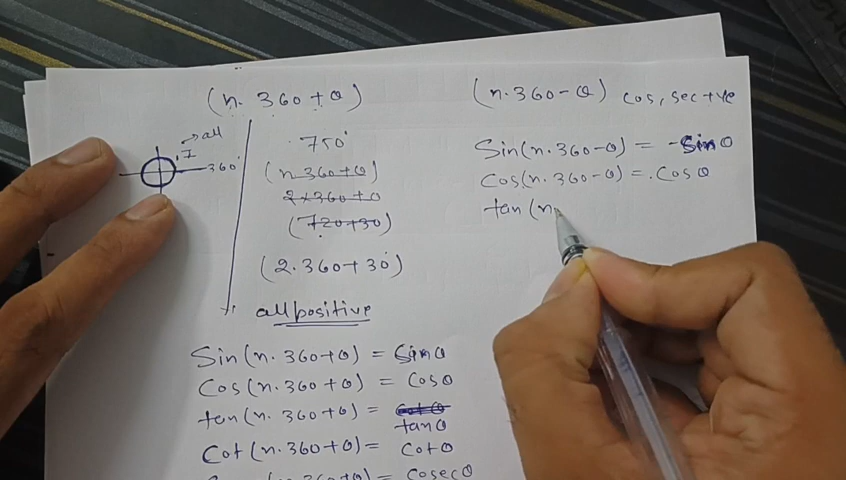 (n. 360+θ)
→all
I
360°
750°
(n 360+θ)
2×360+θ
(720+30)
(2.360+30°)
all positive
Sin(n.360+θ) = Sinθ
Cos(n.360+θ) = Cosθ
tan(n.360+θ) = Cotθ
tanθ
Cot(n.360+θ) = Cotθ
(n.360+θ) = Cosecθ
(n.360-θ) cos, sec +ve
Sin(n.360-θ) = -Sinθ
Cos(n.360-θ) = .Cosθ
tan(n.